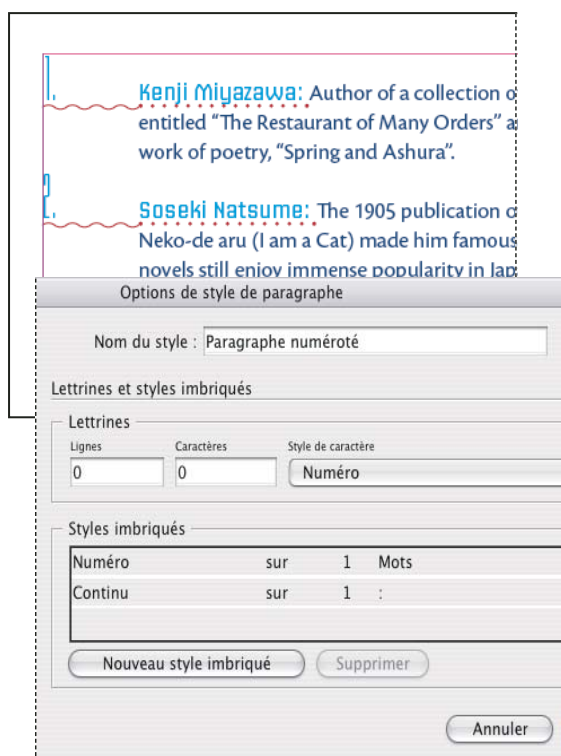 1. Kenji Miyazawa: Author of a collection o
entitled “The Restaurant of Many Orders” a
work of poetry, “Spring and Ashura”.
2. Soseki Natsume: The 1905 publication o
Neko-de aru (I am a Cat) made him famous
novels still enjoy immense popularity in Jap
Options de style de paragraphe
Nom du style : Paragraphe numéroté
Lettrines et styles imbriqués
Lettrines
Lignes Caractères Style de caractère
0 0 Numéro
Styles imbriqués
Numéro sur 1 Mots
Continu sur 1 :
Nouveau style imbriqué Supprimer
Annuler